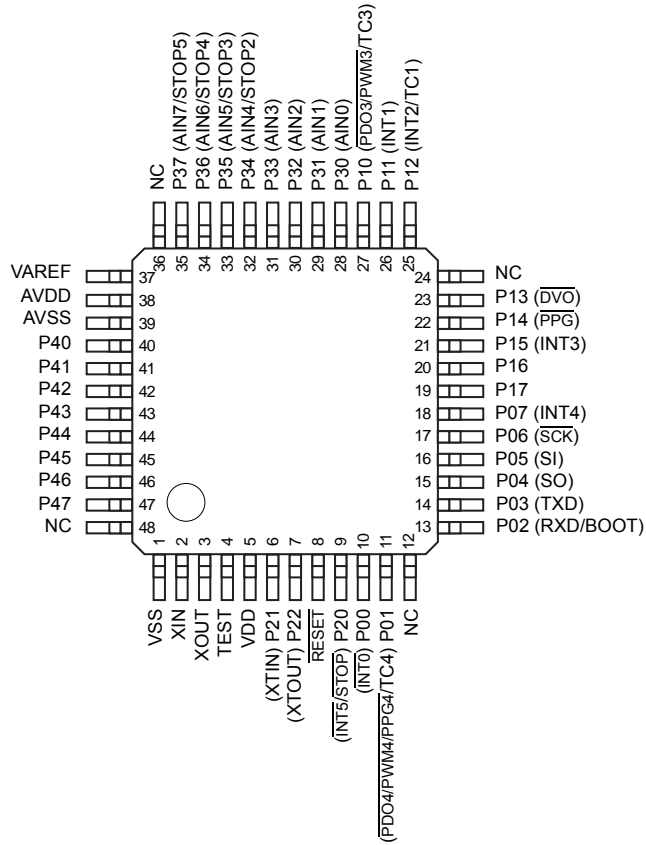 NC
P37 (AIN7/STOP5)
P36 (AIN6/STOP4)
P35 (AIN5/STOP3)
P34 (AIN4/STOP2)
P33 (AIN3)
P32 (AIN2)
P31 (AIN1)
P30 (AIN0)
P10 (PDO3/PWM3/TC3)
P11 (INT1)
P12 (INT2/TC1)
36
35
34
33
32
31
30
29
28
27
26
25
VAREF 37
AVDD 38
AVSS 39
P40 40
P41 41
P42 42
P43 43
P44 44
P45 45
P46 46
P47 47
NC 48
24 NC
23 P13 (DVO)
22 P14 (PPG)
21 P15 (INT3)
20 P16
19 P17
18 P07 (INT4)
17 P06 (SCK)
16 P05 (SI)
15 P04 (SO)
14 P03 (TXD)
13 P02 (RXD/BOOT)
1
2
3
4
5
6
7
8
9
10
11
12
VSS
XIN
XOUT
TEST
VDD
(XTIN) P21
(XTOUT) P22
RESET
(INT5/STOP) P20
(INT0) P00
(PDO4/PWM4/PPG4/TC4) P01
NC